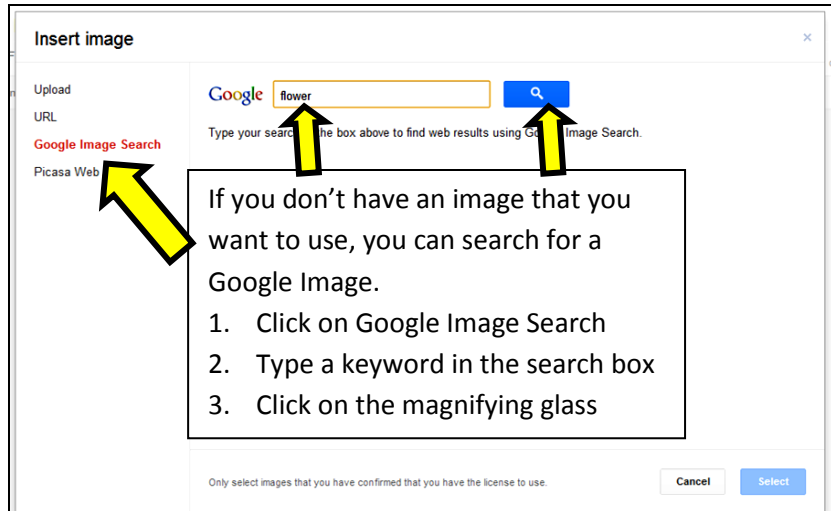 Insert image
×
Upload
URL
Google Image Search
Picasa Web
Google flower
Type your sear the box above to find web results using Go Image Search.
If you don’t have an image that you
want to use, you can search for a
Google Image.
1. Click on Google Image Search
2. Type a keyword in the search box
3. Click on the magnifying glass
Only select images that you have confirmed that you have the license to use.
Cancel
Select